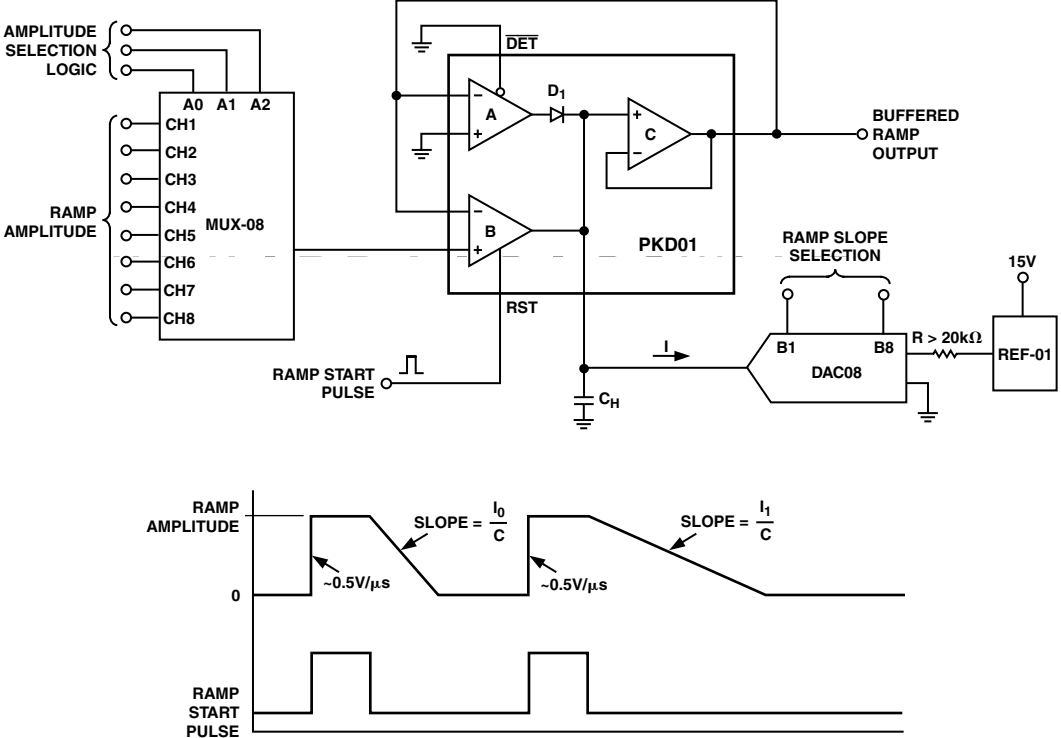 AMPLITUDE
SELECTION
LOGIC
A0 A1 A2
CH1
CH2
CH3
CH4
CH5
CH6
CH7
CH8
RAMP
AMPLITUDE
MUX-08
DET
A
B
C
D1
−
+
−
+
+
−
PKD01
RST
BUFFERED
RAMP
OUTPUT
RAMP START
PULSE
I
CH
RAMP SLOPE
SELECTION
B1 B8
DAC08
R > 20kΩ
15V
REF-01
RAMP
AMPLITUDE
0
~0.5V/μs
SLOPE = I0
C
~0.5V/μs
SLOPE = I1
C
RAMP
START
PULSE